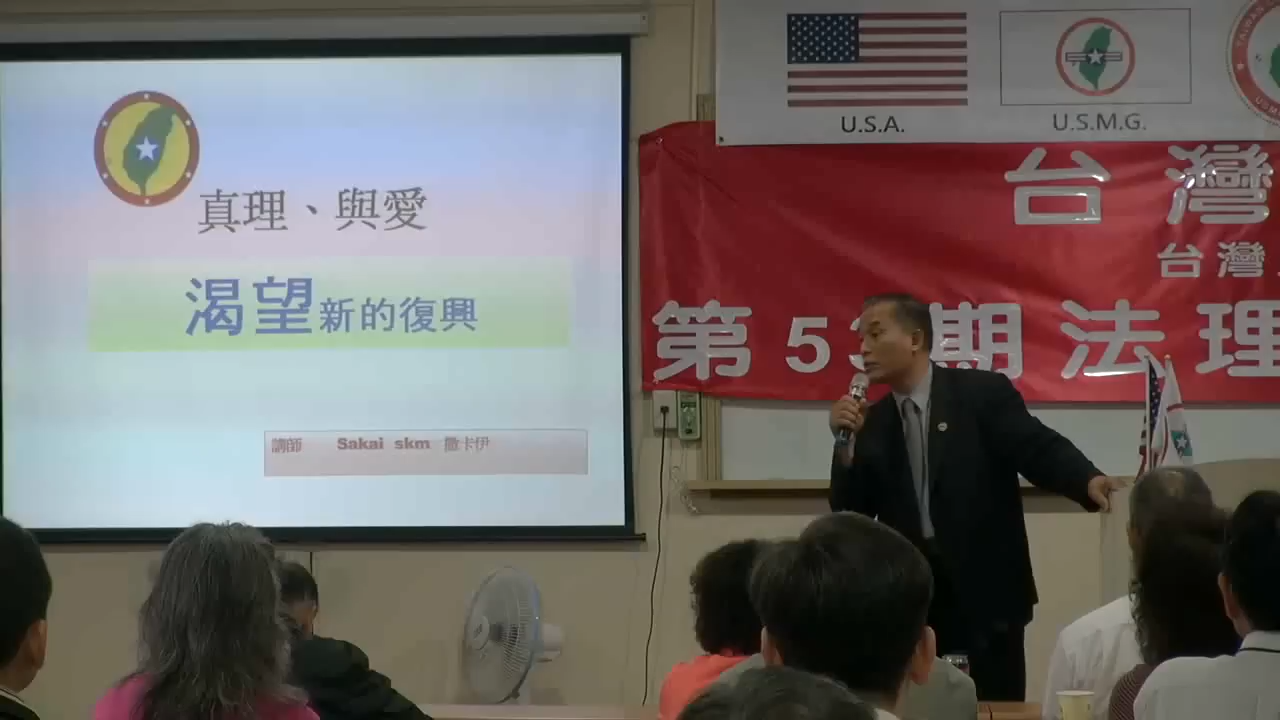 真理、與愛
渴望新的復興
講師 Sakai skm 撒卡伊
U.S.A.
U.S.M.G.
台灣
台灣
第53期法理